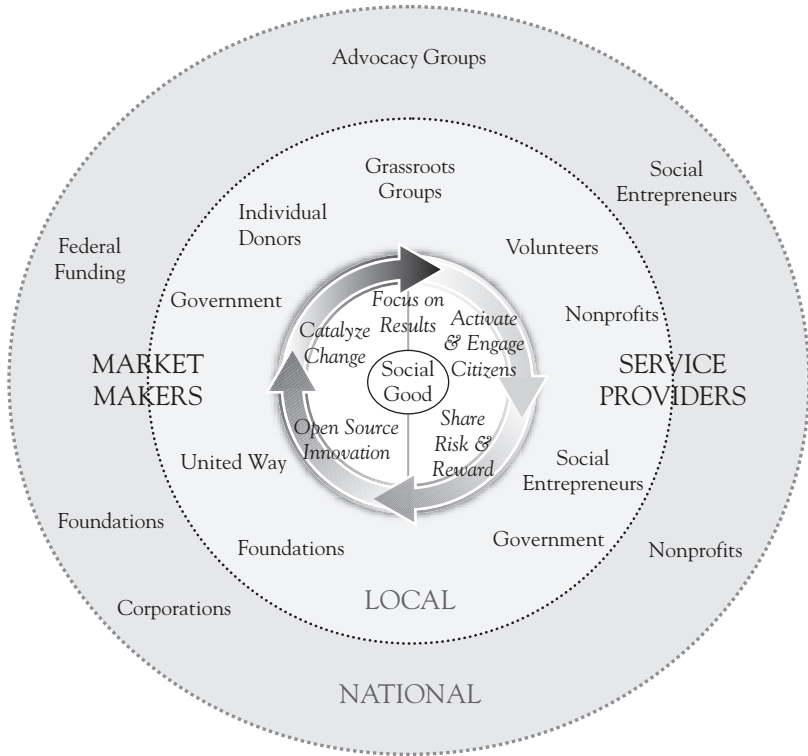 Advocacy Groups
Grassroots
Groups
Social
Entrepreneurs
Individual
Donors
Federal
Funding
Volunteers
Government
Nonprofits
Focus on
Results
Catalyze
Change
Activate
& Engage
Citizens
MARKET
MAKERS
Social
Good
SERVICE
PROVIDERS
Open Source
Innovation
Share
Risk &
Reward
United Way
Social
Entrepreneurs
Foundations
Foundations
Government
Nonprofits
Corporations
LOCAL
NATIONAL